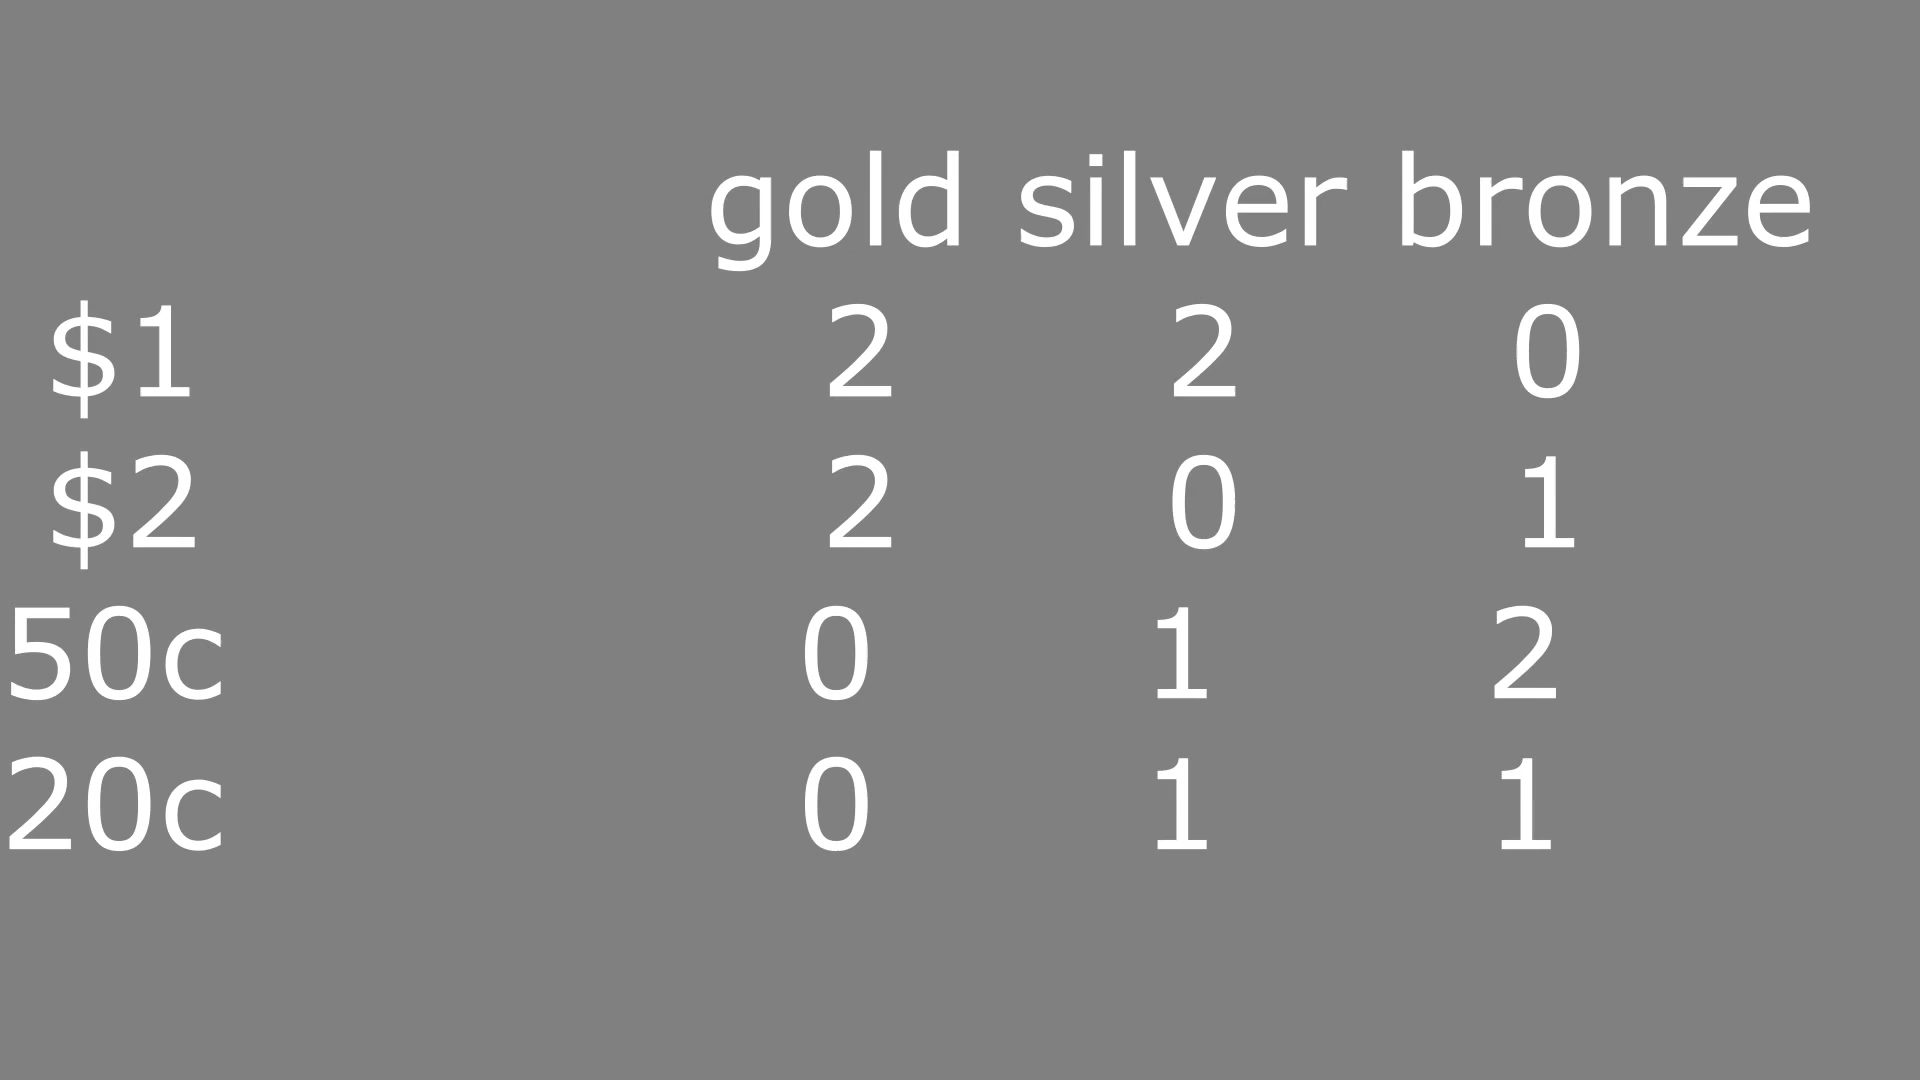 gold silver bronze
$1 2 2 0
$2 2 0 1
50c 0 1 2
20c 0 1 1